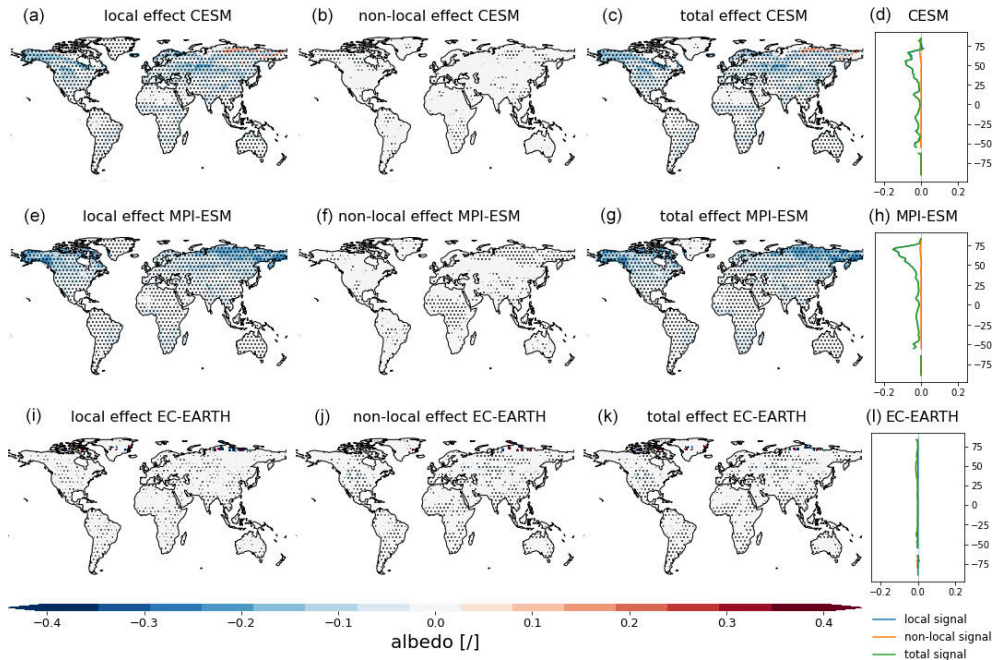 (a) local effect CESM (b) non-local effect CESM (c) total effect CESM (d) CESM
75
50
25
0
−25
−50
−75
−0.2 0.0 0.2
(e) local effect MPI-ESM (f) non-local effect MPI-ESM (g) total effect MPI-ESM (h) MPI-ESM
75
50
25
0
−25
−50
−75
−0.2 0.0 0.2
(i) local effect EC-EARTH (j) non-local effect EC-EARTH (k) total effect EC-EARTH (l) EC-EARTH
75
50
25
0
−25
−50
−75
−0.2 0.0 0.2
−0.4 −0.3 −0.2 −0.1 0.0 0.1 0.2 0.3 0.4
albedo [/]
local signal
non-local signal
total signal